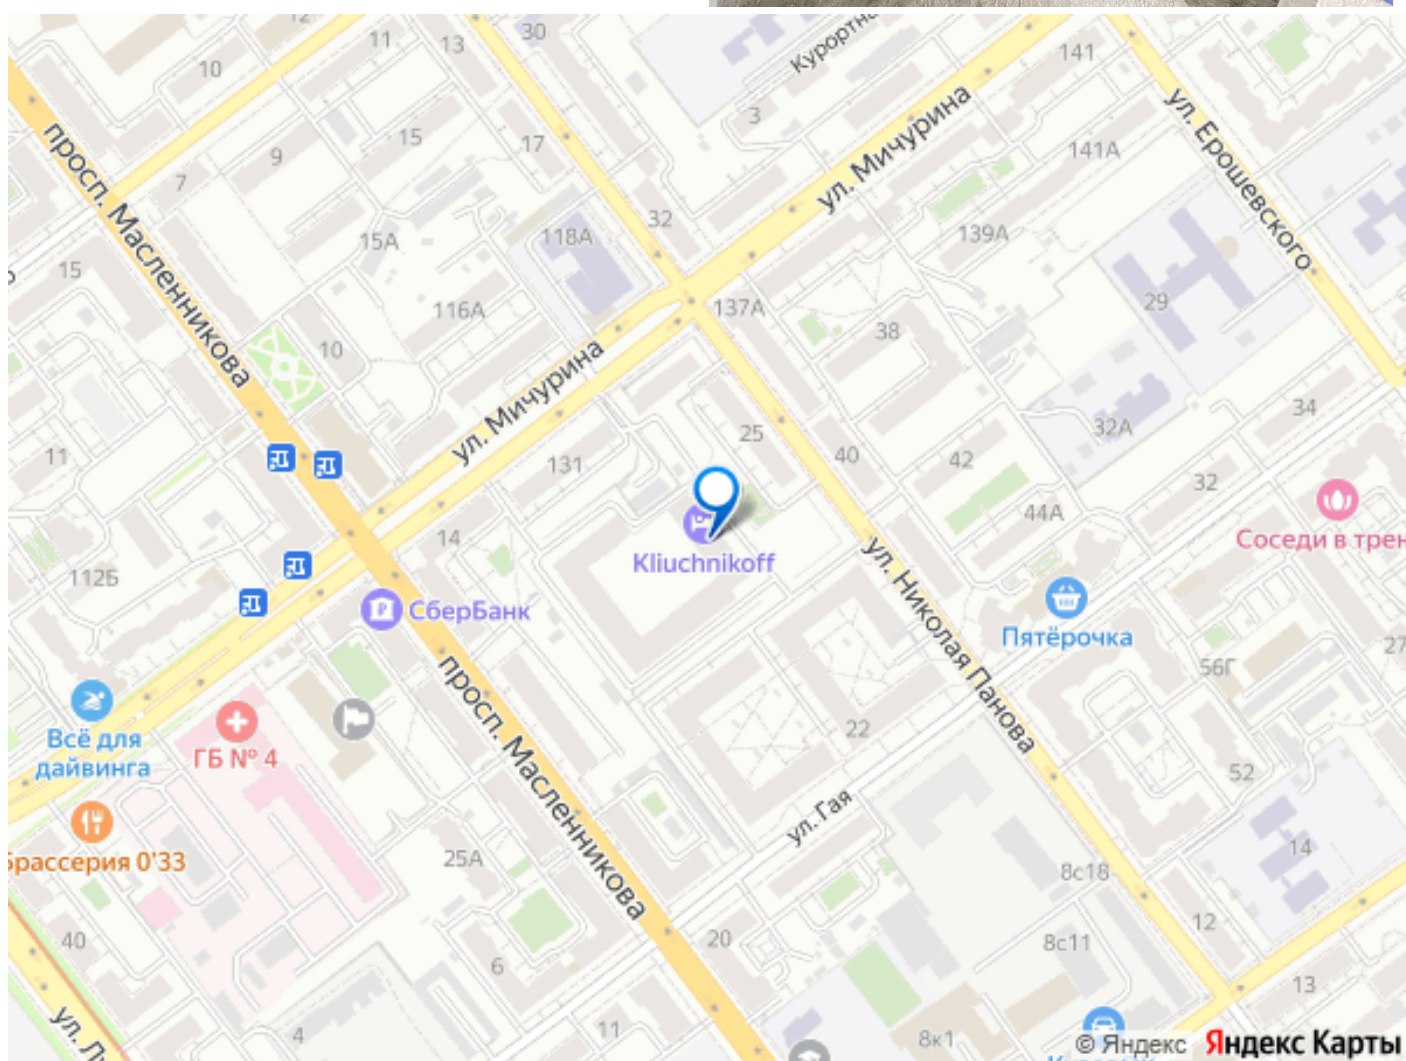 12
30
11
13
10
Курортн
141
ул. Мичурина
ул. Ерошевского
3
15
17
9
7
141А
просп. Масленникова
32
118А
15А
139А
15
29
116А
137А
38
10
ул. Мичурина
34
25
32А
11
131
40
42
32
44А
14
Kliuchnikoff
Соседи в трен
ул. Николая Панова
112Б
СберБанк
Пятёрочка
27
56Г
просп. Масленникова
Всё для
дайвинга
ГБ № 4
22
52
ул. Гая
14
Брассерия 0'33
25А
8с18
12
40
20
8с11
6
13
ул. Л
4
11
8к1
© Яндекс
Яндекс Карты